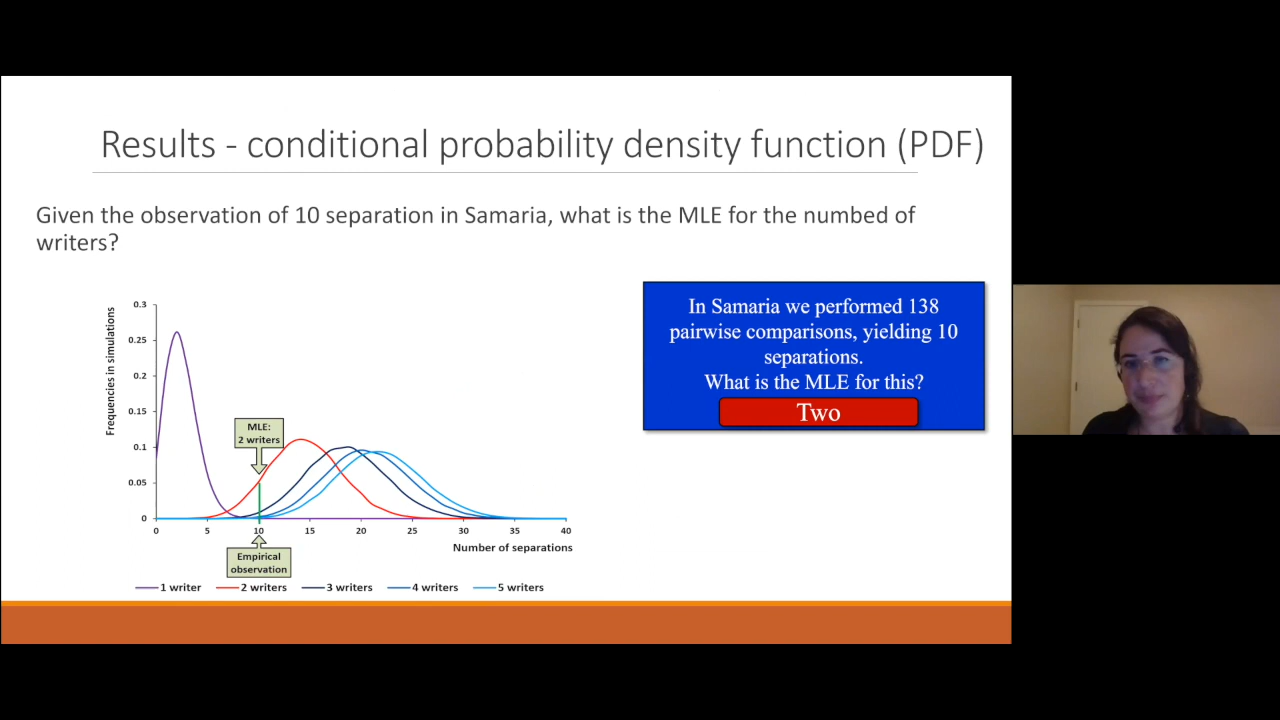 Results - conditional probability density function (PDF)
Given the observation of 10 separation in Samaria, what is the MLE for the numbed of
writers?
Frequencies in simulations
0.3
0.25
0.2
0.15
0.1
0.05
0
MLE:
2 writers
0 5 10 15 20 25 30 35 40
Number of separations
Empirical
observation
1 writer 2 writers 3 writers 4 writers 5 writers
In Samaria we performed 138
pairwise comparisons, yielding 10
separations.
What is the MLE for this?
Two